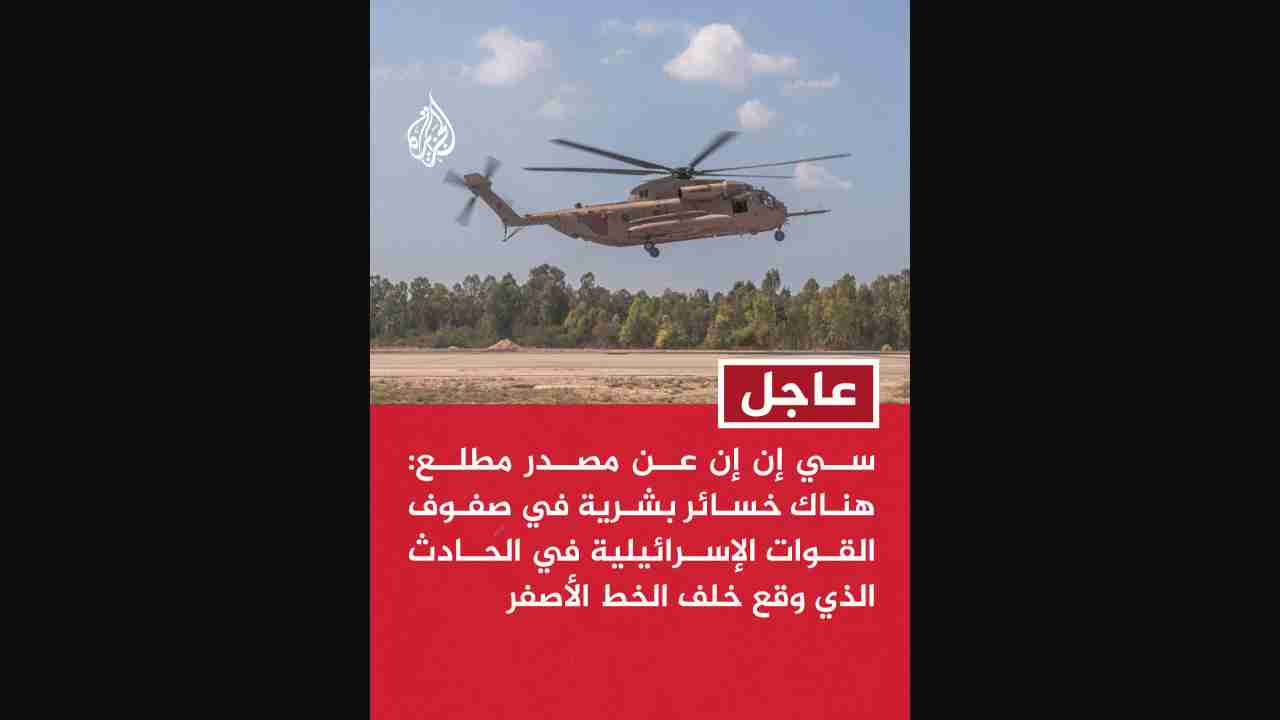 الجزيرة
عاجل
سي إن إن عن مصدر مطلع:
هناك خسائر بشرية في صفوف
القوات الإسرائيلية في الحادث
الذي وقع خلف الخط الأصفر